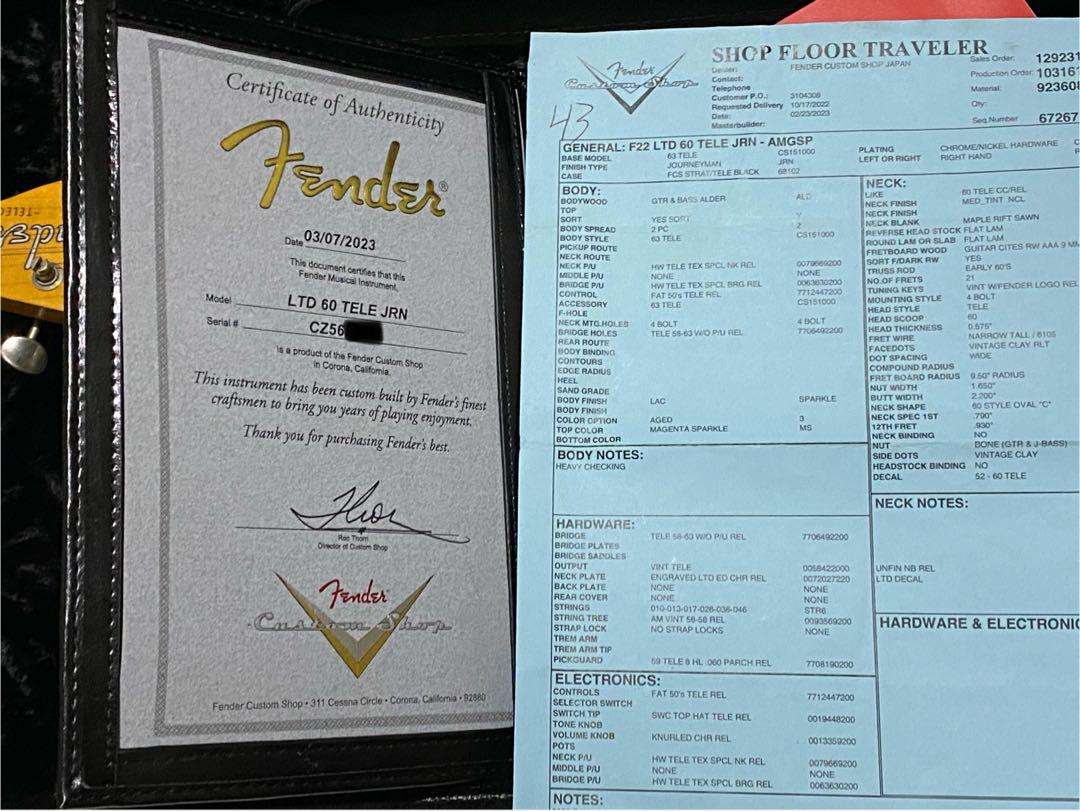 Certificate of Authenticity
Fender®
Date 03/07/2023
This document certifies that this
Fender Musical Instrument,
Model LTD 60 TELE JRN
Serial # CZ56
is a product of the Fender Custom Shop
in Corona, California.
This instrument has been custom built by Fender's finest
craftsmen to bring you years of playing enjoyment.
Thank you for purchasing Fender's best.
Ron Thorn
Director of Custom Shop
Fender
Custom Shop
Fender Custom Shop • 311 Cessna Circle • Corona, California • 92880
43
Fender
Custom Shop
SHOP FLOOR TRAVELER
Dealer: FENDER CUSTOM SHOP JAPAN
Contact:
Telephone
Customer P.O.: 3104308
Requested Delivery 10/17/2022
Date: 02/23/2023
Masterbuilder:
Sales Order: 129231
Production Order: 103161
Material: 923608
Qty:
Seq.Number 67267
GENERAL: F22 LTD 60 TELE JRN - AMGSP
BASE MODEL 63 TELE CS151000
FINISH TYPE JOURNEYMAN JRN
CASE FCS STRAT/TELE BLACK 68102
PLATING CHROME/NICKEL HARDWARE C
LEFT OR RIGHT RIGHT HAND
BODY:
BODYWOOD GTR & BASS ALDER ALD
TOP
SORT YES SORT Y
BODY SPREAD 2 PC 2
BODY STYLE 63 TELE CS151000
PICKUP ROUTE
NECK ROUTE
NECK P/U HW TELE TEX SPCL NK REL 0079669200
MIDDLE P/U NONE NONE
BRIDGE P/U HW TELE TEX SPCL BRG REL 0063630200
CONTROL FAT 50's TELE REL 7712447200
ACCESSORY 63 TELE CS151000
F-HOLE
NECK MTG.HOLES 4 BOLT 4 BOLT
BRIDGE HOLES TELE 58-63 W/O P/U REL 7706492200
REAR ROUTE
BODY BINDING
CONTOURS
EDGE RADIUS
HEEL
SAND GRADE
BODY FINISH LAC SPARKLE
BODY FINISH
COLOR OPTION AGED 3
TOP COLOR MAGENTA SPARKLE MS
BOTTOM COLOR
BODY NOTES:
HEAVY CHECKING
HARDWARE:
BRIDGE TELE 58-63 W/O P/U REL 7706492200
BRIDGE PLATES
BRIDGE SADDLES
OUTPUT VINT TELE 0058422000
NECK PLATE ENGRAVED LTD ED CHR REL 0072027220
BACK PLATE NONE NONE
REAR COVER NONE NONE
STRINGS 010-013-017-026-036-046 STR6
STRING TREE AM VINT 56-58 REL 0093569200
STRAP LOCK NO STRAP LOCKS NONE
TREM ARM
TREM ARM TIP
PICKGUARD 59 TELE 8 HL .060 PARCH REL 7708190200
ELECTRONICS:
CONTROLS FAT 50's TELE REL 7712447200
SELECTOR SWITCH
SWITCH TIP SWC TOP HAT TELE REL 0019448200
TONE KNOB
VOLUME KNOB KNURLED CHR REL 0013359200
POTS
NECK P/U HW TELE TEX SPCL NK REL 0079669200
MIDDLE P/U NONE NONE
BRIDGE P/U HW TELE TEX SPCL BRG REL 0063630200
NOTES:
NECK:
LIKE 60 TELE CC/REL
NECK FINISH MED_TINT NCL
NECK FINISH
NECK BLANK MAPLE RIFT SAWN
REVERSE HEAD STOCK FLAT LAM
ROUND LAM OR SLAB FLAT LAM
FRETBOARD WOOD GUITAR CITES RW AAA 9 MM
SORT F/DARK RW YES
TRUSS ROD EARLY 60'S
NO.OF FRETS 21
TUNING KEYS VINT W/FENDER LOGO REL
MOUNTING STYLE 4 BOLT
HEAD STYLE TELE
HEAD SCOOP 60
HEAD THICKNESS 0.575"
FRET WIRE NARROW TALL / 6105
FACEDOTS VINTAGE CLAY RLT
DOT SPACING WIDE
COMPOUND RADIUS
FRET BOARD RADIUS 9.50" RADIUS
NUT WIDTH 1.650"
BUTT WIDTH 2.200"
NECK SHAPE 60 STYLE OVAL "C"
NECK SPEC 1ST .790"
12TH FRET .930"
NECK BINDING NO
NUT BONE (GTR & J-BASS)
SIDE DOTS VINTAGE CLAY
HEADSTOCK BINDING NO
DECAL 52 - 60 TELE
NECK NOTES:
UNFIN NB REL
LTD DECAL
HARDWARE & ELECTRONIC